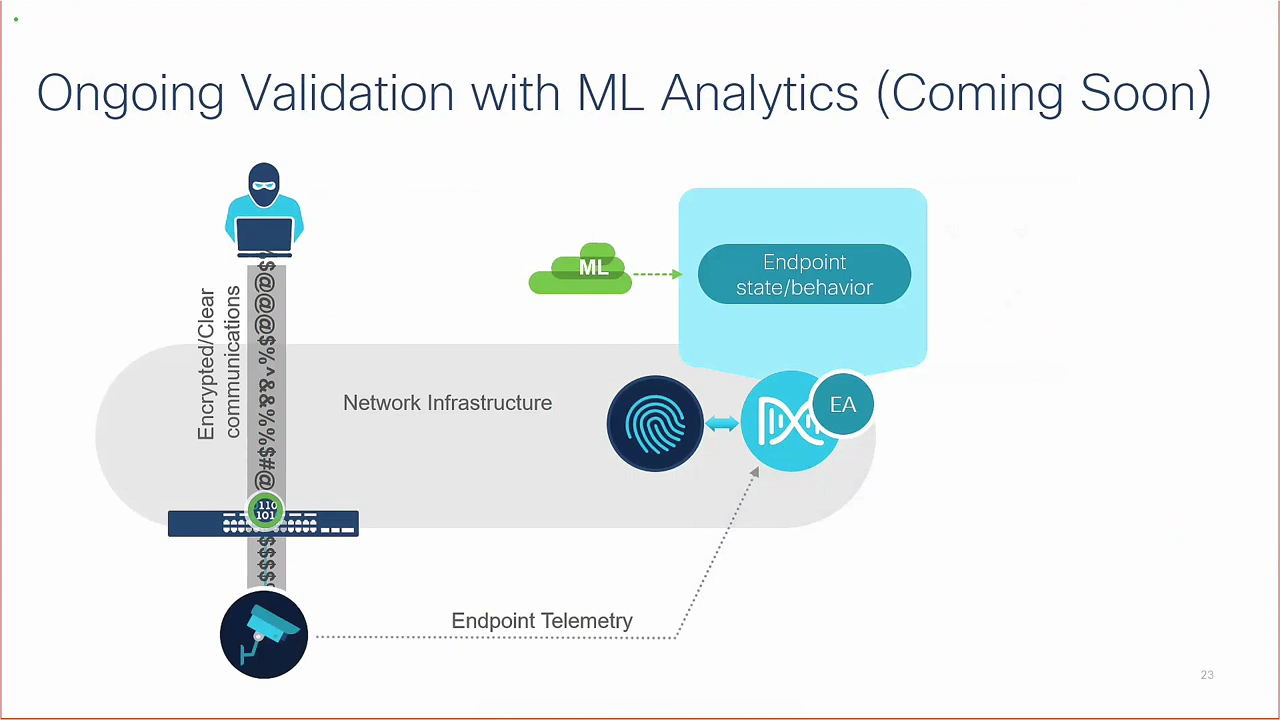 Ongoing Validation with ML Analytics (Coming Soon)
ML
Endpoint
state/behavior
Encrypted/Clear
communications
$@@@$%^&&%%$#@
Network Infrastructure
EA
110
101
$$$$$
Endpoint Telemetry
23